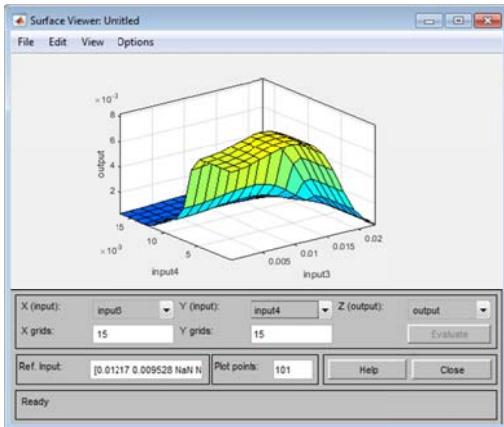 Surface Viewer: Untitled
File Edit View Options
×10⁻³
8
6
4
2
output
15
10
5
×10⁻³
input4
0.005
0.01
0.015
0.02
input3
X (input): input3 Y (input): input4 Z (output): output
X grids: 15 Y grids: 15 Evaluate
Ref. Input: [0.01217 0.009528 NaN N Plot points: 101 Help Close
Ready